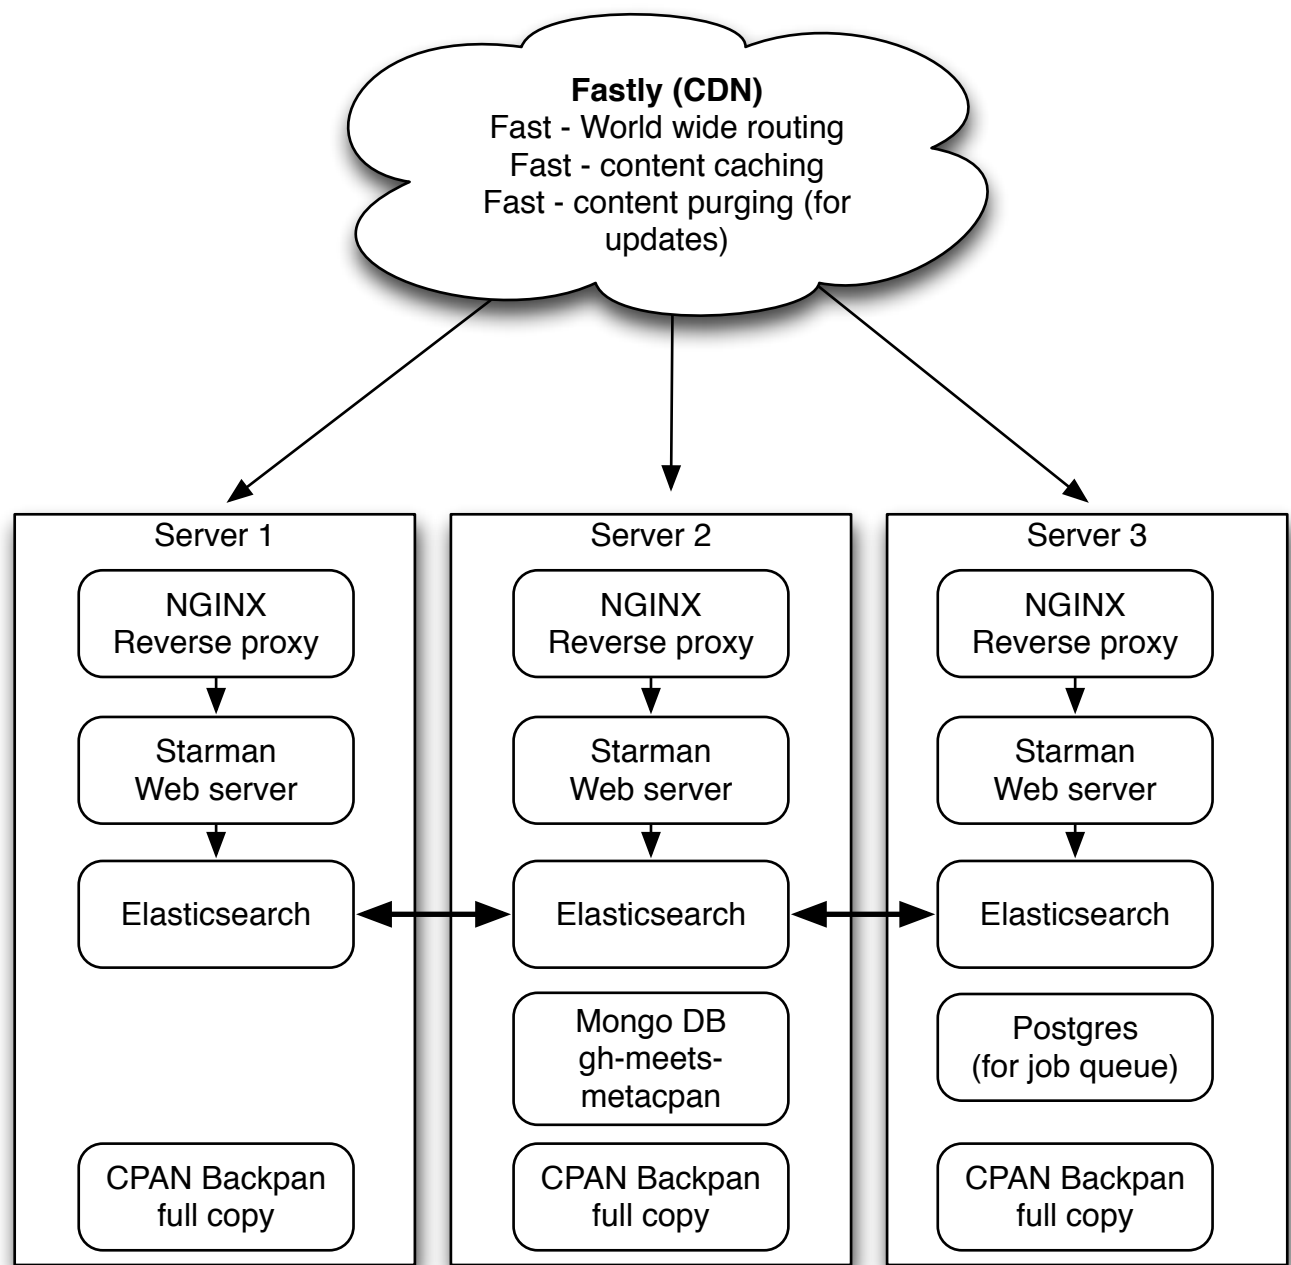 Fastly (CDN)
Fast - World wide routing
Fast - content caching
Fast - content purging (for
updates)
Server 1
NGINX
Reverse proxy
Starman
Web server
Elasticsearch
CPAN Backpan
full copy
Server 2
NGINX
Reverse proxy
Starman
Web server
Elasticsearch
Mongo DB
gh-meets-
metacpan
CPAN Backpan
full copy
Server 3
NGINX
Reverse proxy
Starman
Web server
Elasticsearch
Postgres
(for job queue)
CPAN Backpan
full copy